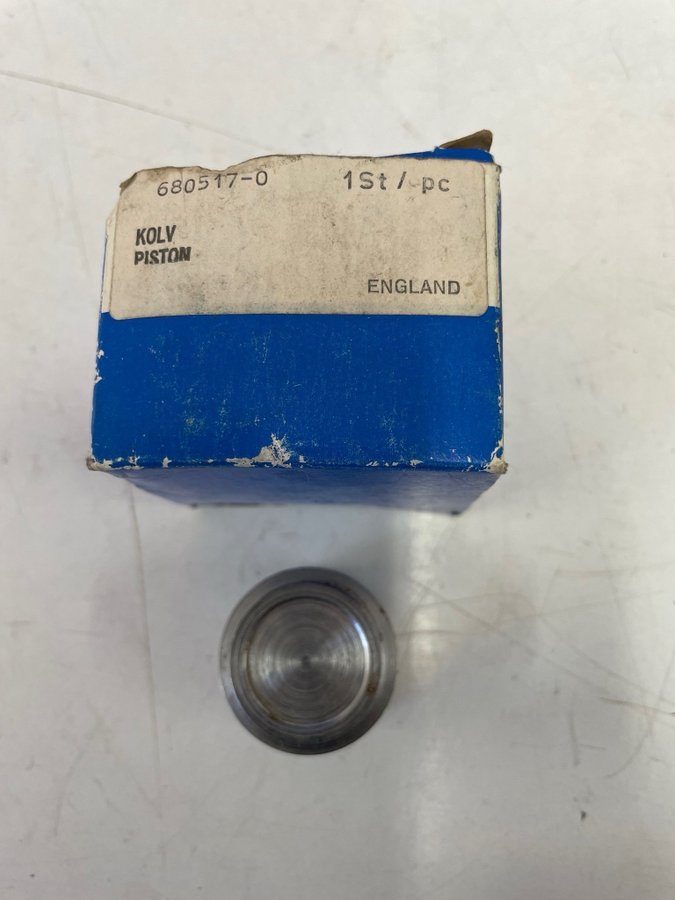 680517-0 1St / pc
KOLV
PISTON
ENGLAND